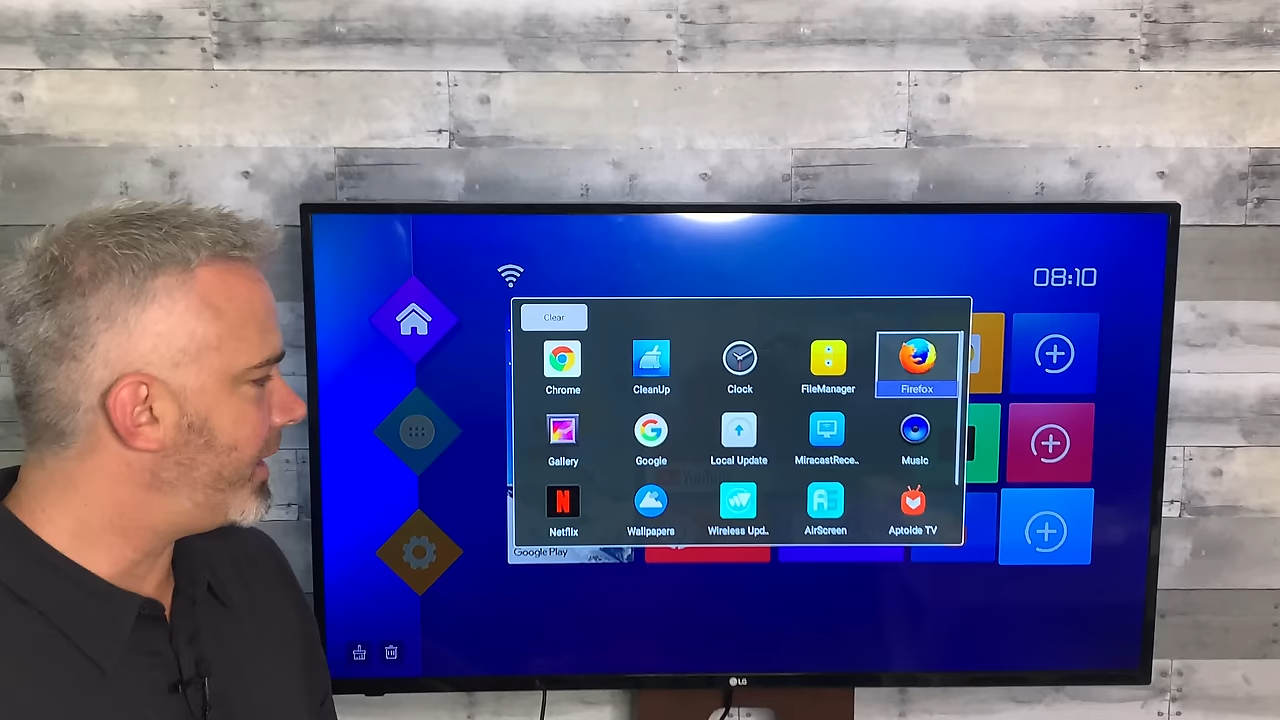 08:10
Clear
Chrome
CleanUp
Clock
FileManager
Firefox
Gallery
Google
Local Update
MiracastRece..
Music
YouTube
Netflix
Wallpapers
Wireless Upd..
AirScreen
Aptoide TV
Google Play
LG